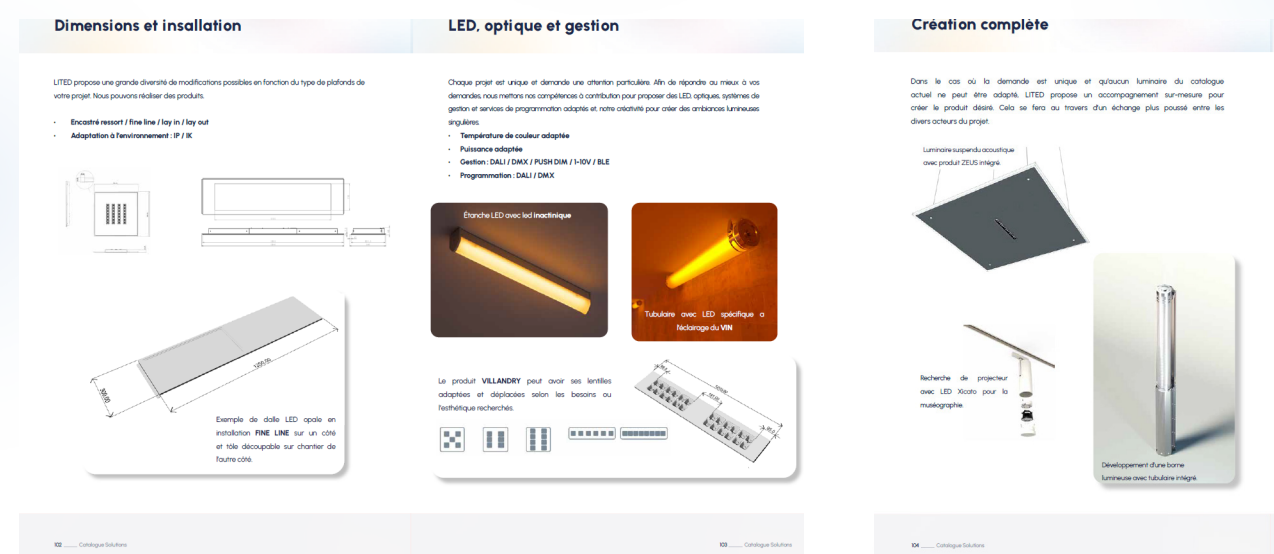 Dimensions et insallation
LITED propose une grande diversité de modifications possibles en fonction du type de plafonds de
votre projet. Nous pouvons réaliser des produits.
• Encastré ressort / fine line / lay in / lay out
• Adaptation à l'environnement : IP / IK
300.00
1200.00
Exemple de dalle LED opale en
installation FINE LINE sur un côté
et tôle découpable sur chantier de
l'autre côté.
102 ____ Catalogue Solutions
LED, optique et gestion
Chaque projet est unique et demande une attention particulière. Afin de répondre au mieux à vos
demandes, nous mettons nos compétences à contribution pour proposer des LED, optiques, systèmes de
gestion et services de programmation adaptés et, notre créativité pour créer des ambiances lumineuses
singulières.
• Température de couleur adaptée
• Puissance adaptée
• Gestion : DALI / DMX / PUSH DIM / 1-10V / BLE
• Programmation : DALI / DMX
Étanche LED avec led inactinique
Tubulaire avec LED spécifique a
l'éclairage du VIN
Le produit VILLANDRY peut avoir ses lentilles
adaptées et déplacées selon les besoins ou
l'esthétique recherchés.
103 ____ Catalogue Solutions
Création complète
Dans le cas où la demande est unique et qu'aucun luminaire du catalogue
actuel ne peut être adapté, LITED propose un accompagnement sur-mesure pour
créer le produit désiré. Cela se fera au travers d'un échange plus poussé entre les
divers acteurs du projet.
Luminaire suspendu acoustique
avec produit ZEUS intégré.
Recherche de projecteur
avec LED Xicato pour la
muséographie.
Développement d'une borne
lumineuse avec tubulaire intégré.
104 ____ Catalogue Solutions